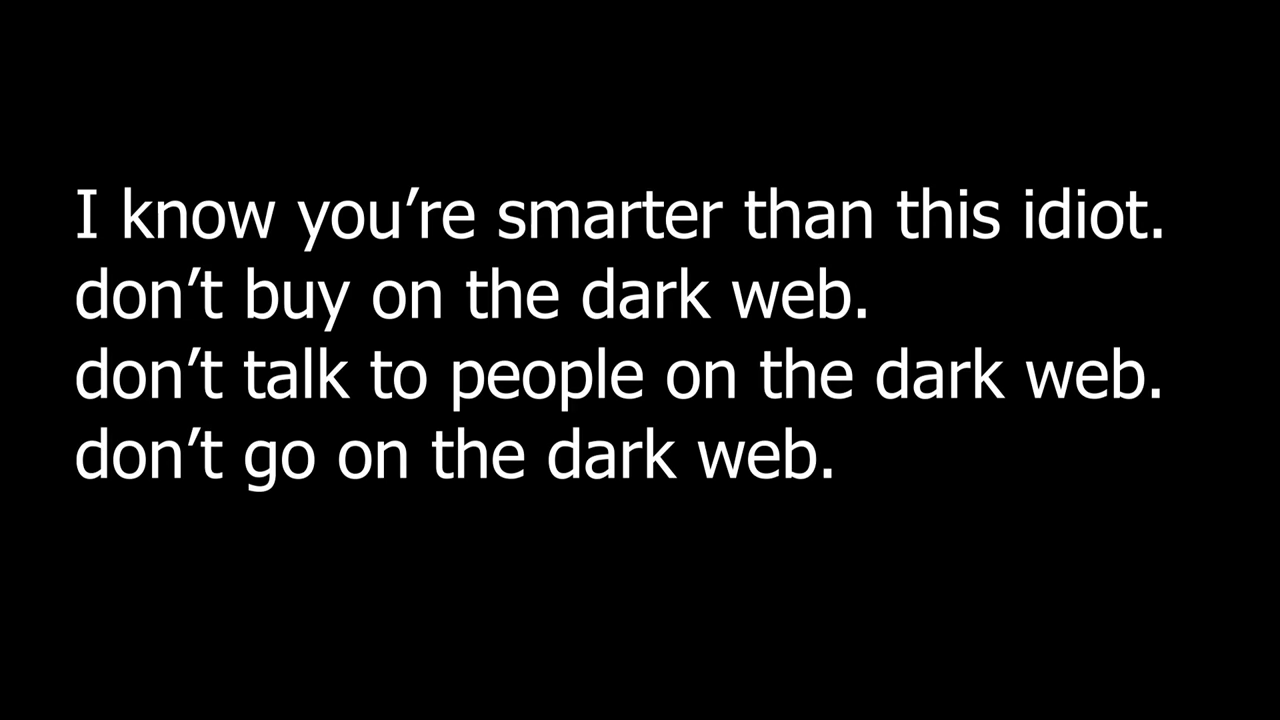 I know you’re smarter than this idiot.
don’t buy on the dark web.
don’t talk to people on the dark web.
don’t go on the dark web.